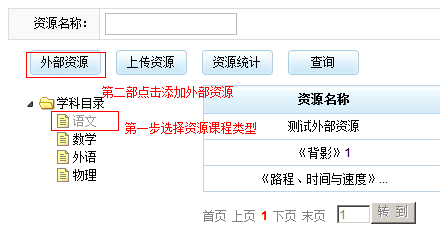 资源名称：
外部资源 上传资源 资源统计 查询
第二部点击添加外部资源
学科目录
语文
第一步选择资源课程类型
数学
外语
物理
资源名称
测试外部资源
《背影》1
《路程、时间与速度》...
首页 上页 1 下页 末页 1 转 到